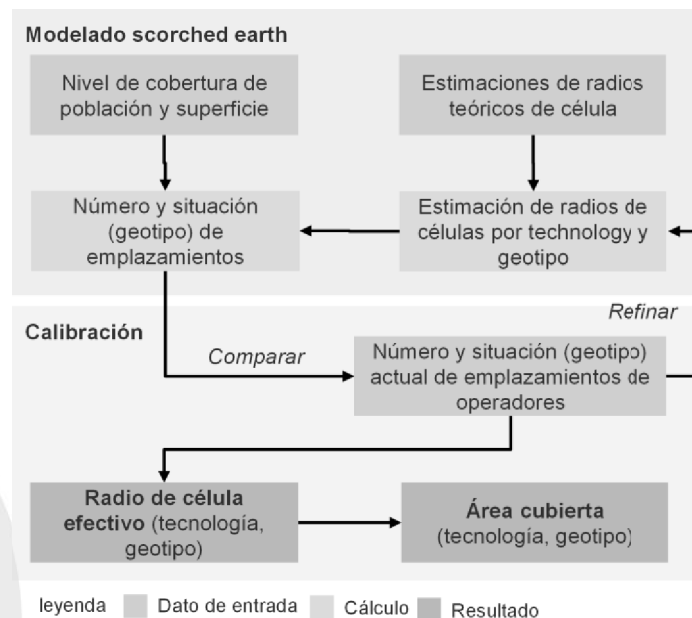 Modelado scorched earth
Nivel de cobertura de
población y superficie
Estimaciones de radios
teóricos de célula
Número y situación
(geotipo) de
emplazamientos
Estimación de radios de
células por technology y
geotipo
Refinar
Calibración
Comparar
Número y situación (geotipo)
actual de emplazamientos de
operadores
Radio de célula
efectivo (tecnología,
geotipo)
Área cubierta
(tecnología, geotipo)
leyenda Dato de entrada Cálculo Resultado